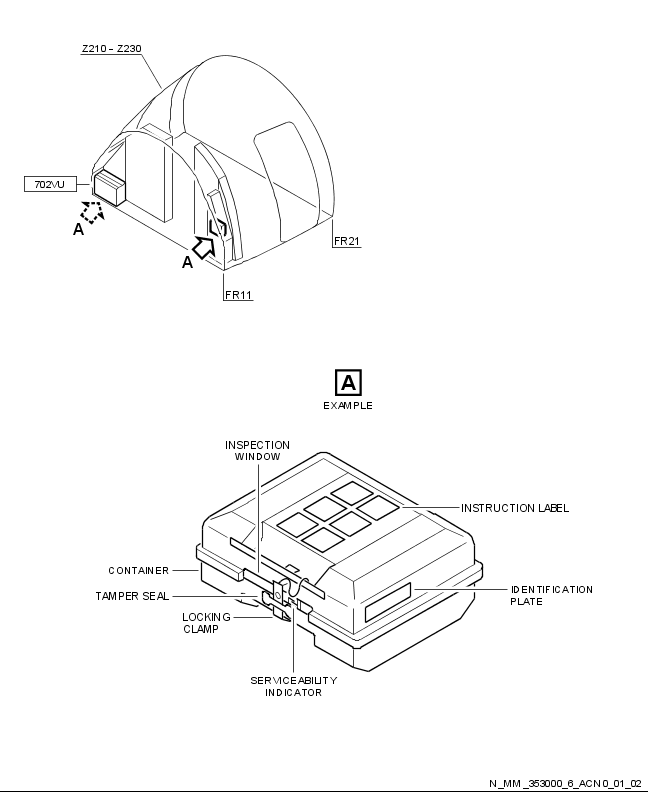 Z210 - Z230
702VU
A
A
FR21
FR11
A
EXAMPLE
INSPECTION
WINDOW
INSTRUCTION LABEL
CONTAINER
TAMPER SEAL
IDENTIFICATION
PLATE
LOCKING
CLAMP
SERVICEABILITY
INDICATOR
N_MM_353000_6_ACN0_01_02